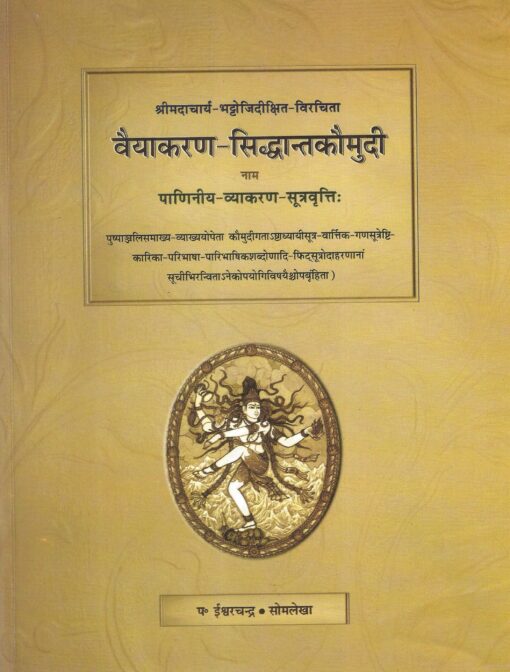 श्रीमदाचार्य-भट्टोजिदीक्षित-विरचिता
वैयाकरण-सिद्धान्तकौमुदी
नाम
पाणिनीय-व्याकरण-सूत्रवृत्तिः
पुष्पाञ्जलिसमाख्य-व्याख्ययोपेता कौमुदीगताऽष्टाध्यायीसूत्र-वार्त्तिक-गणसूत्रेष्टि-
कारिका-परिभाषा-पारिभाषिकशब्दोणादि-फिट्सूत्रोदाहरणानां
सूचीभिरन्विताऽनेकोपयोगिविषयैश्चोपबृंहिता )
प॰ ईश्वरचन्द्र • सोमलेखा